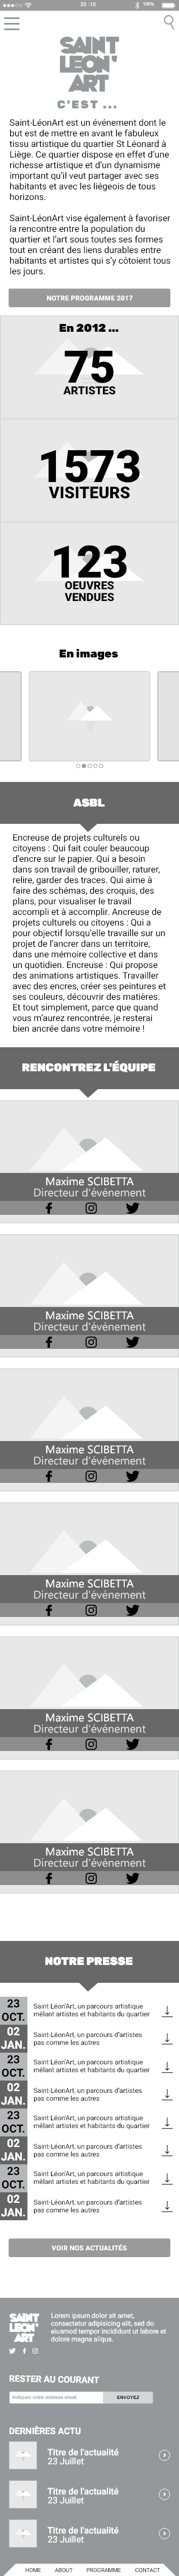 23 : 12
100%
SAINT
LEON'
ART
C'EST ...
Saint-LéonArt est un événement dont le
but est de mettre en avant le fabuleux
tissu artistique du quartier St Léonard à
Liège. Ce quartier dispose en effet d'une
richesse artistique et d'un dynamisme
important qu'il veut partager avec ses
habitants et avec les liégeois de tous
horizons.
Saint-LéonArt vise également à favoriser
la rencontre entre la population du
quartier et l'art sous toutes ses formes
tout en créant des liens durables entre
habitants et artistes qui s'y côtoient tous
les jours.
NOTRE PROGRAMME 2017
En 2012 ...
75
ARTISTES
1573
VISITEURS
123
OEUVRES
VENDUES
En images
ASBL
Encreuse de projets culturels ou
citoyens : Qui fait couler beaucoup
d'encre sur le papier. Qui a besoin
dans son travail de gribouiller, raturer,
relire, garder des traces. Qui aime à
faire des schémas, des croquis, des
plans, pour visualiser le travail
accompli et à accomplir. Ancreuse de
projets culturels ou citoyens : Qui a
pour objectif lorsqu'elle travaille sur un
projet de l'ancrer dans un territoire,
dans une mémoire collective et dans
un quotidien. Encreuse : Qui propose
des animations artistiques. Travailler
avec des encres, créer ses peintures et
ses couleurs, découvrir des matières.
Et tout simplement, parce que quand
vous m'aurez rencontrée, je resterai
bien ancrée dans votre mémoire !
RENCONTREZ L'ÉQUIPE
Maxime SCIBETTA
Directeur d'événement
Maxime SCIBETTA
Directeur d'événement
Maxime SCIBETTA
Directeur d'événement
Maxime SCIBETTA
Directeur d'événement
Maxime SCIBETTA
Directeur d'événement
Maxime SCIBETTA
Directeur d'événement
NOTRE PRESSE
23 OCT.
Saint Léon'Art, un parcours artistique
mêlant artistes et habitants du quartier
02 JAN.
Saint-LéonArt, un parcours d'artistes
pas comme les autres
23 OCT.
Saint Léon'Art, un parcours artistique
mêlant artistes et habitants du quartier
02 JAN.
Saint-LéonArt, un parcours d'artistes
pas comme les autres
23 OCT.
Saint Léon'Art, un parcours artistique
mêlant artistes et habitants du quartier
02 JAN.
Saint-LéonArt, un parcours d'artistes
pas comme les autres
23 OCT.
Saint Léon'Art, un parcours artistique
mêlant artistes et habitants du quartier
02 JAN.
Saint-LéonArt, un parcours d'artistes
pas comme les autres
VOIR NOS ACTUALITÉS
SAINT
LEON'
ART
Lorem ipsum dolor sit amet,
consectetur adipisicing elit, sed do
eiusmod tempor incididunt ut labore et
dolore magna aliqua.
RESTER AU COURANT
Indiquez votre adresse email
ENVOYEZ
DERNIÈRES ACTU
Titre de l'actualité
23 Juillet
Titre de l'actualité
23 Juillet
Titre de l'actualité
23 Juillet
HOME ABOUT PROGRAMME CONTACT